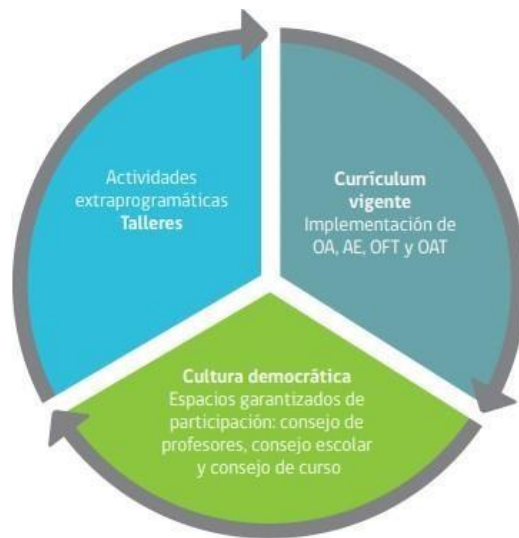 Actividades
extraprogramáticas
Talleres
Currículum
vigente
Implementación de
OA, AE, OFT y OAT
Cultura democrática
Espacios garantizados de
participación: consejo de
profesores, consejo escolar
y consejo de curso